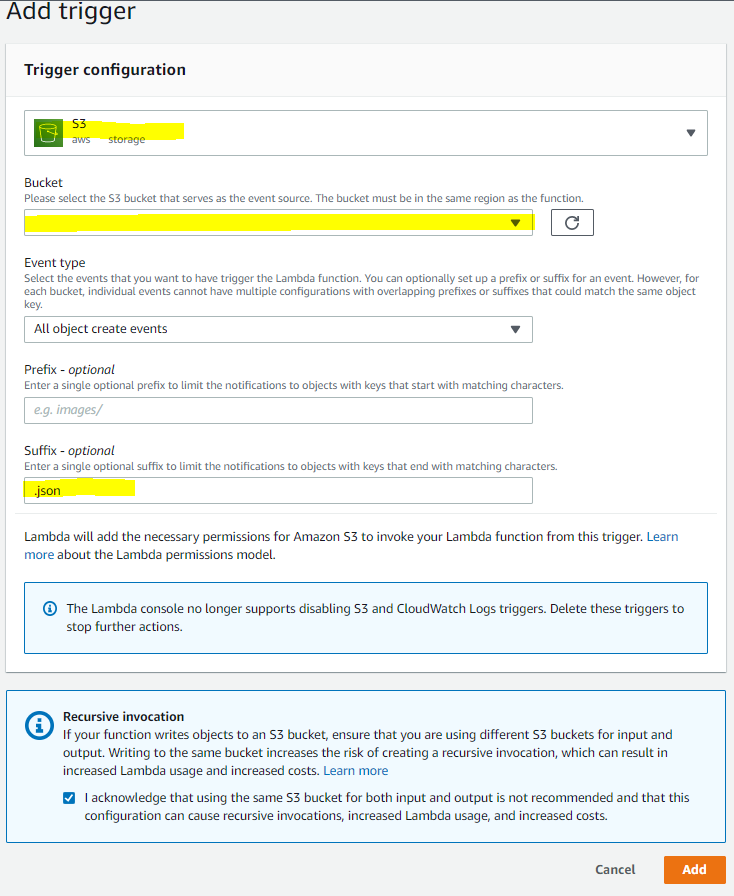 Add trigger
Trigger configuration
S3
aws storage
Bucket
Please select the S3 bucket that serves as the event source. The bucket must be in the same region as the function.
Event type
Select the events that you want to have trigger the Lambda function. You can optionally set up a prefix or suffix for an event. However, for
each bucket, individual events cannot have multiple configurations with overlapping prefixes or suffixes that could match the same object
key.
All object create events
Prefix - optional
Enter a single optional prefix to limit the notifications to objects with keys that start with matching characters.
e.g. images/
Suffix - optional
Enter a single optional suffix to limit the notifications to objects with keys that end with matching characters.
.json
Lambda will add the necessary permissions for Amazon S3 to invoke your Lambda function from this trigger. Learn
more about the Lambda permissions model.
The Lambda console no longer supports disabling S3 and CloudWatch Logs triggers. Delete these triggers to
stop further actions.
Recursive invocation
If your function writes objects to an S3 bucket, ensure that you are using different S3 buckets for input and
output. Writing to the same bucket increases the risk of creating a recursive invocation, which can result in
increased Lambda usage and increased costs. Learn more
I acknowledge that using the same S3 bucket for both input and output is not recommended and that this
configuration can cause recursive invocations, increased Lambda usage, and increased costs.
Cancel Add